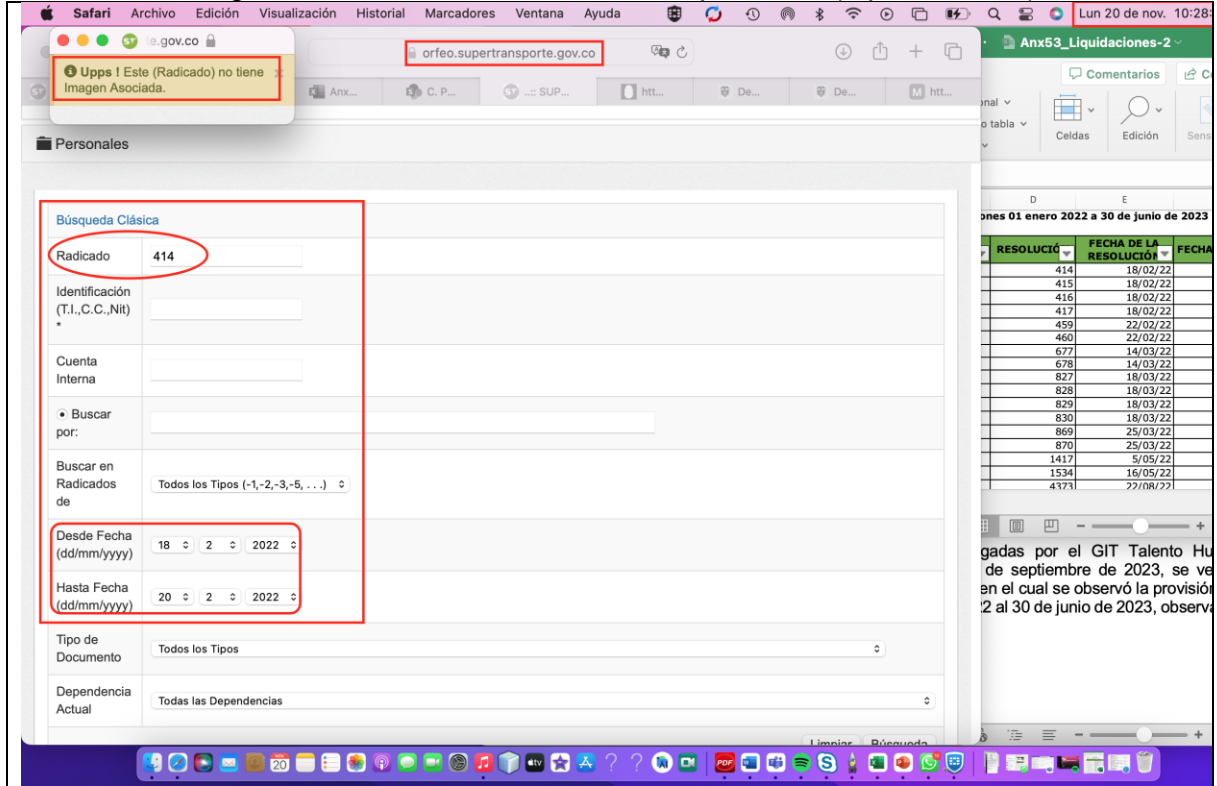 Safari Archivo Edición Visualización Historial Marcadores Ventana Ayuda Lun 20 de nov. 10:28:
te.gov.co
Upps ! Este (Radicado) no tiene
Imagen Asociada.
orfeo.supertransporte.gov.co
Anx... C. P... ..:: SUP... htt... De... De... htt...
Personales
Búsqueda Clásica
Radicado 414
Identificación
(T.I.,C.C.,Nit)
*
Cuenta
Interna
Buscar
por:
Buscar en
Radicados
de
Todos los Tipos (-1,-2,-3,-5, . . .)
Desde Fecha
(dd/mm/yyyy)
18 2 2022
Hasta Fecha
(dd/mm/yyyy)
20 2 2022
Tipo de
Documento
Todos los Tipos
Dependencia
Actual
Todas las Dependencias
Limpiar Búsqueda
Anx53_Liquidaciones-2
Comentarios
onal
o tabla
Celdas Edición Sens
D E
ones 01 enero 2022 a 30 de junio de 2023
RESOLUCIÓ FECHA DE LA RESOLUCIÓN FECHA
414 18/02/22
415 18/02/22
416 18/02/22
417 18/02/22
459 22/02/22
460 22/02/22
677 14/03/22
678 14/03/22
827 18/03/22
828 18/03/22
829 18/03/22
830 18/03/22
869 25/03/22
870 25/03/22
1417 5/05/22
1534 16/05/22
4373 22/08/22
gadas por el GIT Talento Hu
de septiembre de 2023, se ve
en el cual se observó la provisión
2 al 30 de junio de 2023, observa